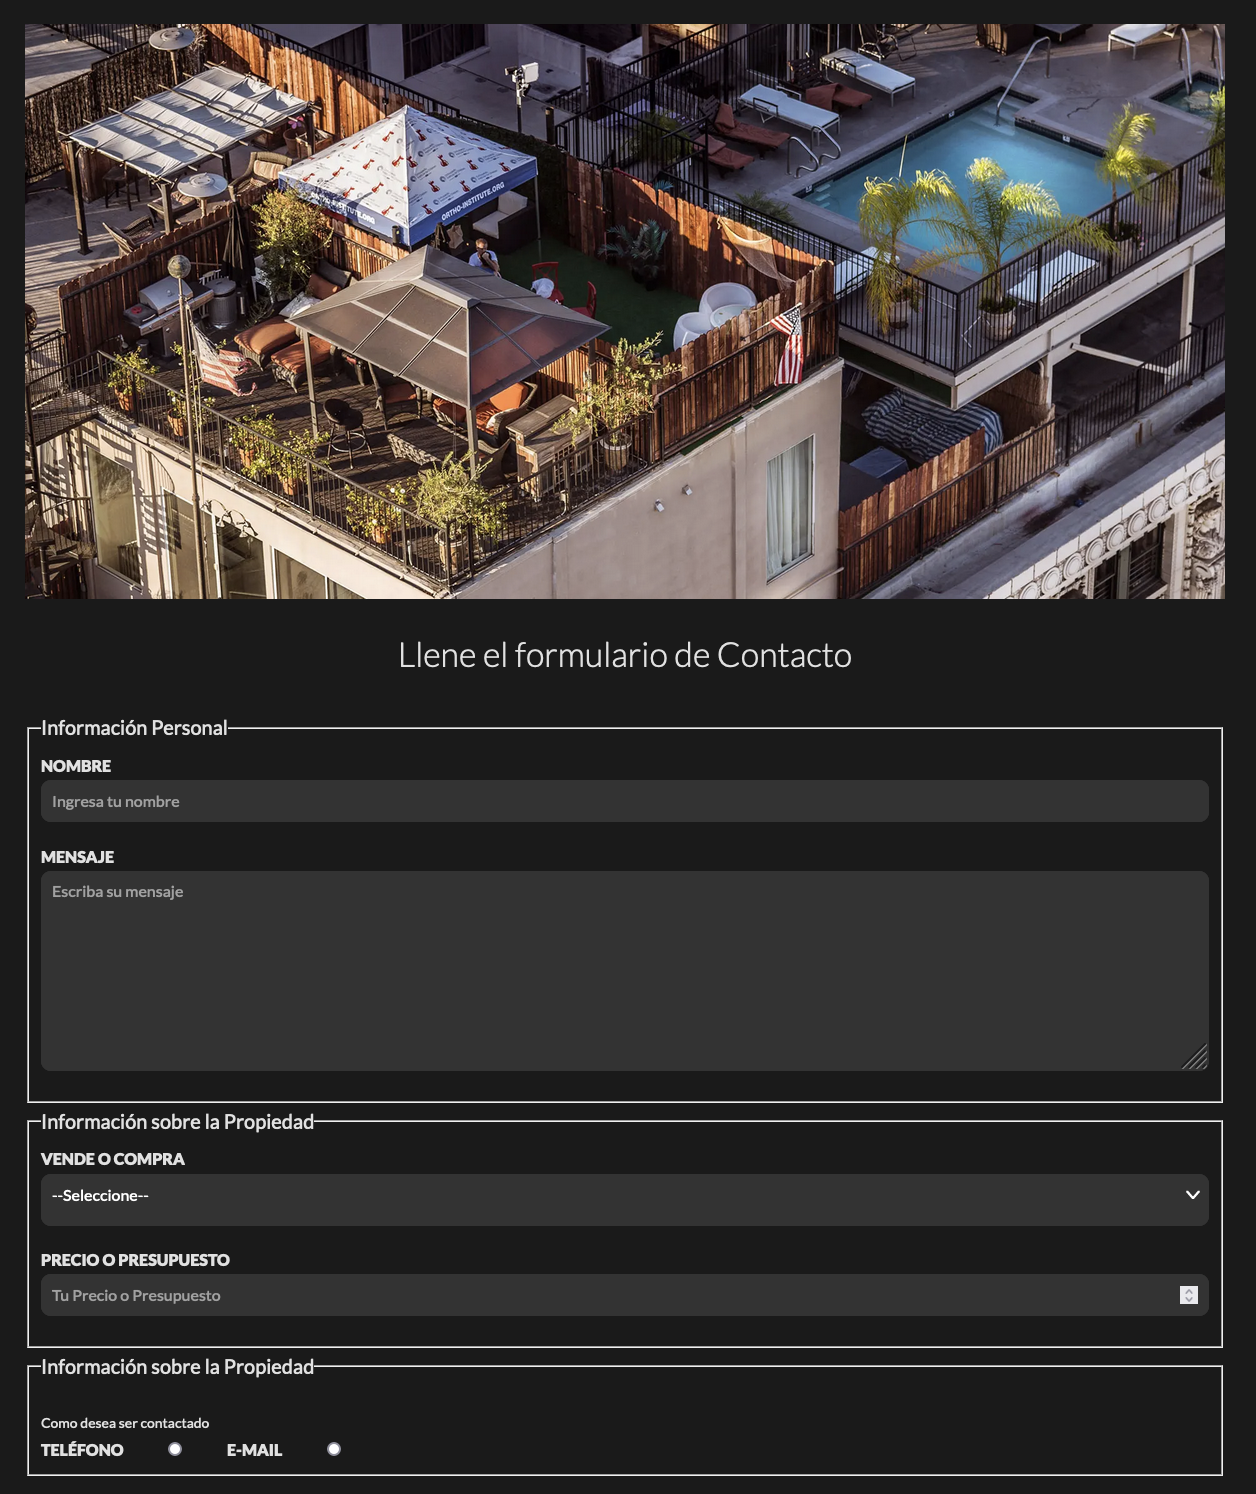 ORTHO-INSTITUTE.ORG
Llene el formulario de Contacto
Información Personal
NOMBRE
Ingresa tu nombre
MENSAJE
Escriba su mensaje
Información sobre la Propiedad
VENDE O COMPRA
--Seleccione--
PRECIO O PRESUPUESTO
Tu Precio o Presupuesto
Información sobre la Propiedad
Como desea ser contactado
TELÉFONO E-MAIL